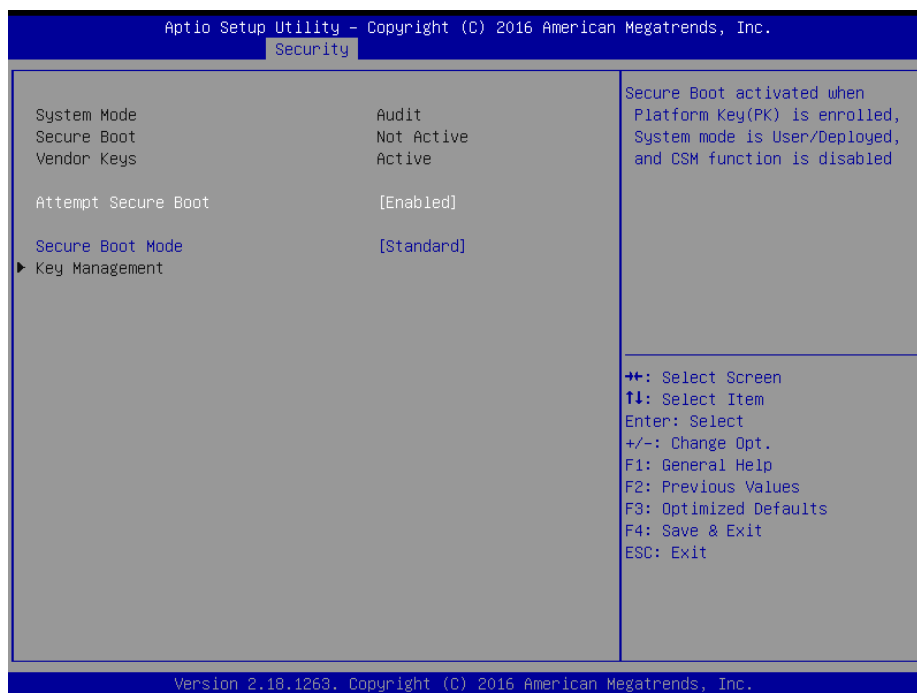 Aptio Setup Utility – Copyright (C) 2016 American Megatrends, Inc.
Security
System Mode Audit
Secure Boot Not Active
Vendor Keys Active
Attempt Secure Boot [Enabled]
Secure Boot Mode [Standard]
Key Management
Secure Boot activated when
Platform Key(PK) is enrolled,
System mode is User/Deployed,
and CSM function is disabled
→←: Select Screen
↑↓: Select Item
Enter: Select
+/-: Change Opt.
F1: General Help
F2: Previous Values
F3: Optimized Defaults
F4: Save & Exit
ESC: Exit
Version 2.18.1263. Copyright (C) 2016 American Megatrends, Inc.